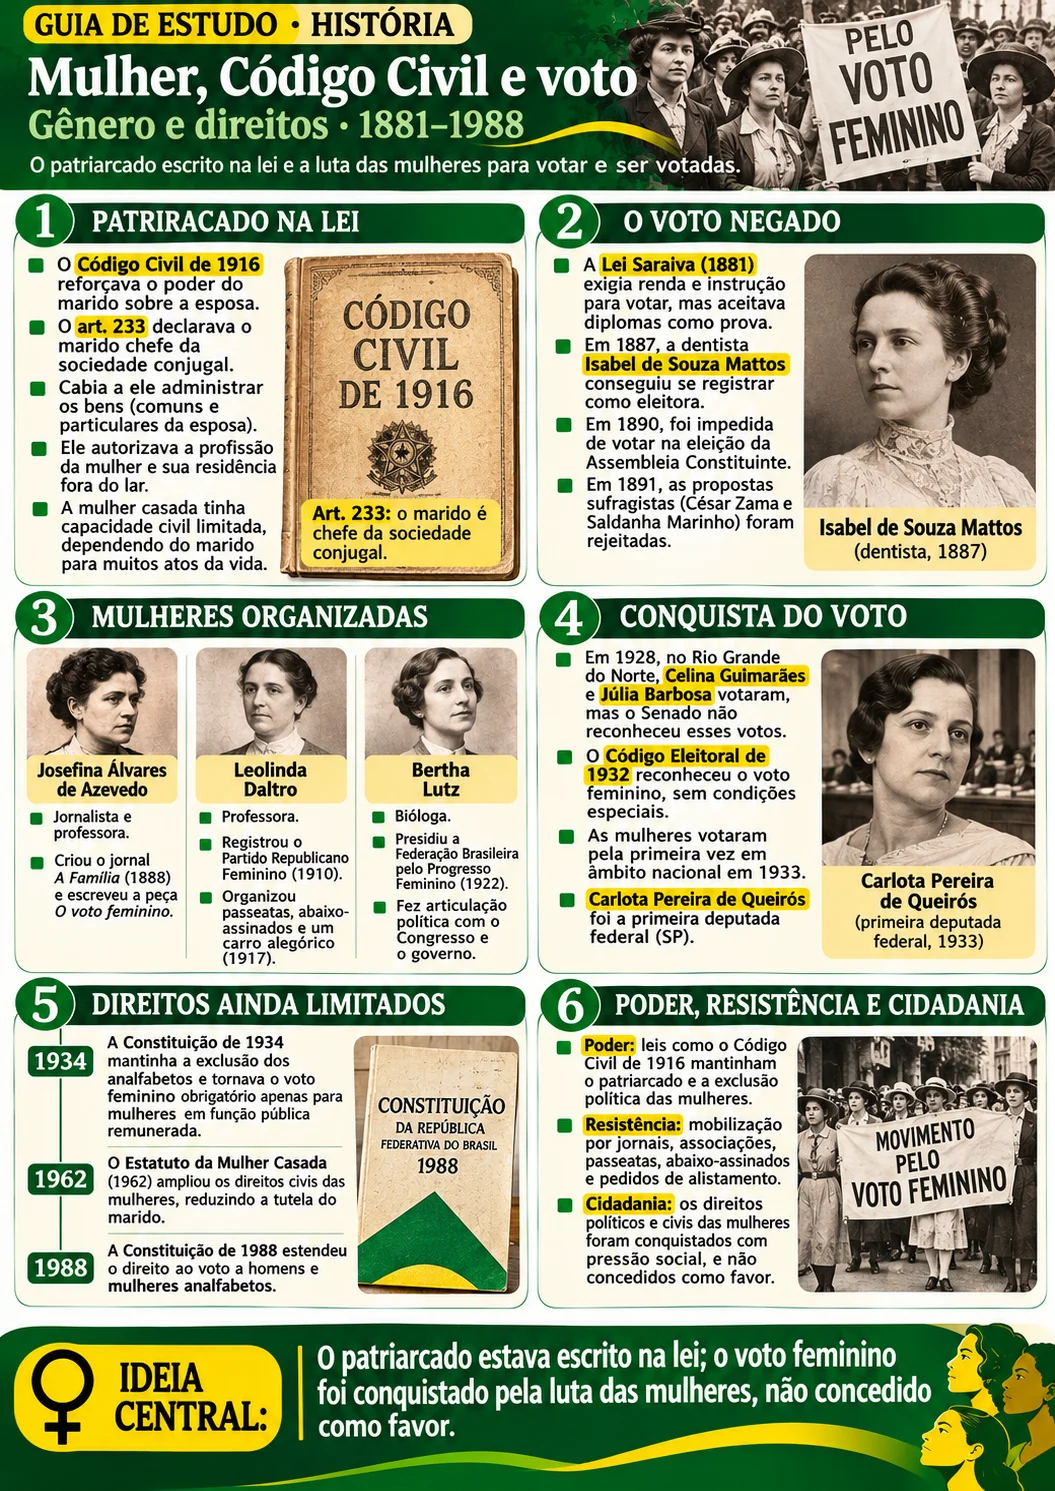 GUIA DE ESTUDO · HISTÓRIA
Mulher, Código Civil e voto
Gênero e direitos · 1881–1988
O patriarcado escrito na lei e a luta das mulheres para votar e ser votadas.
PELO
VOTO
FEMININO
1 PATRIRACADO NA LEI
O Código Civil de 1916
reforçava o poder do
marido sobre a esposa.
O art. 233 declarava o
marido chefe da
sociedade conjugal.
Cabia a ele administrar
os bens (comuns e
particulares da esposa).
Ele autorizava a profissão
da mulher e sua residência
fora do lar.
A mulher casada tinha
capacidade civil limitada,
dependendo do marido
para muitos atos da vida.
CÓDIGO
CIVIL
DE 1916
Art. 233: o marido é
chefe da sociedade
conjugal.
2 O VOTO NEGADO
A Lei Saraiva (1881)
exigia renda e instrução
para votar, mas aceitava
diplomas como prova.
Em 1887, a dentista
Isabel de Souza Mattos
conseguiu se registrar
como eleitora.
Em 1890, foi impedida
de votar na eleição da
Assembleia Constituinte.
Em 1891, as propostas
sufragistas (César Zama e
Saldanha Marinho) foram
rejeitadas.
Isabel de Souza Mattos
(dentista, 1887)
3 MULHERES ORGANIZADAS
Josefina Álvares
de Azevedo
Jornalista e
professora.
Criou o jornal
A Família (1888)
e escreveu a peça
O voto feminino.
Leolinda
Daltro
Professora.
Registrou o
Partido Republicano
Feminino (1910).
Organizou
passeatas, abaixo-
assinados e um
carro alegórico
(1917).
Bertha
Lutz
Bióloga.
Presidiu a
Federação Brasileira
pelo Progresso
Feminino (1922).
Fez articulação
política com o
Congresso e
o governo.
4 CONQUISTA DO VOTO
Em 1928, no Rio Grande
do Norte, Celina Guimarães
e Júlia Barbosa votaram,
mas o Senado não
reconheceu esses votos.
O Código Eleitoral de
1932 reconheceu o voto
feminino, sem condições
especiais.
As mulheres votaram
pela primeira vez em
âmbito nacional em 1933.
Carlota Pereira de Queirós
foi a primeira deputada
federal (SP).
Carlota Pereira
de Queirós
(primeira deputada
federal, 1933)
5 DIREITOS AINDA LIMITADOS
1934
A Constituição de 1934
mantinha a exclusão dos
analfabetos e tornava o voto
feminino obrigatório apenas para
mulheres em função pública
remunerada.
1962
O Estatuto da Mulher Casada
(1962) ampliou os direitos civis das
mulheres, reduzindo a tutela do
marido.
1988
A Constituição de 1988 estendeu
o direito ao voto a homens e
mulheres analfabetos.
CONSTITUIÇÃO
DA REPÚBLICA
FEDERATIVA DO BRASIL
1988
6 PODER, RESISTÊNCIA E CIDADANIA
Poder: leis como o Código
Civil de 1916 mantinham
o patriarcado e a exclusão
política das mulheres.
Resistência: mobilização
por jornais, associações,
passeatas, abaixo-assinados
e pedidos de alistamento.
Cidadania: os direitos
políticos e civis das mulheres
foram conquistados com
pressão social, e não
concedidos como favor.
MOVIMENTO
PELO
VOTO FEMININO
IDEIA
CENTRAL:
O patriarcado estava escrito na lei; o voto feminino
foi conquistado pela luta das mulheres, não concedido
como favor.